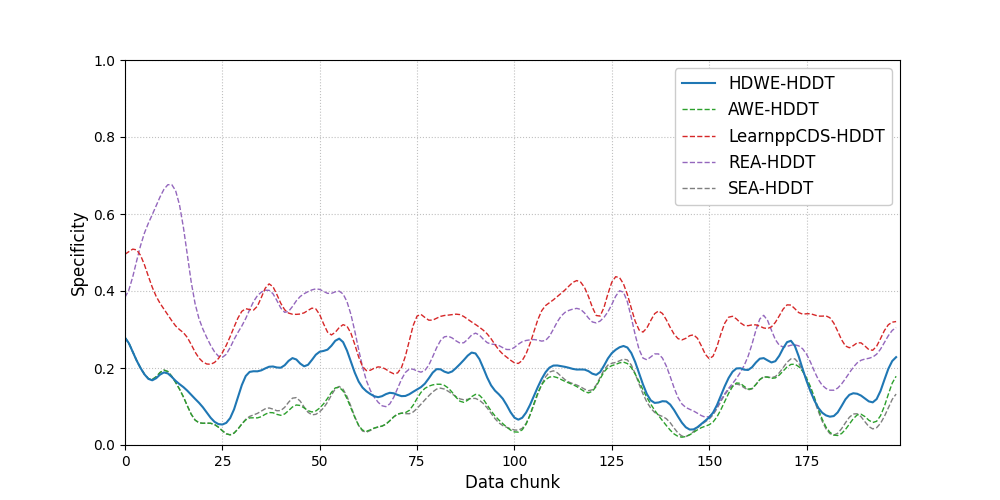 1.0
0.8
0.6
0.4
0.2
0.0
Specificity
0
25
50
75
100
125
150
175
Data chunk
HDWE-HDDT
AWE-HDDT
LearnppCDS-HDDT
REA-HDDT
SEA-HDDT